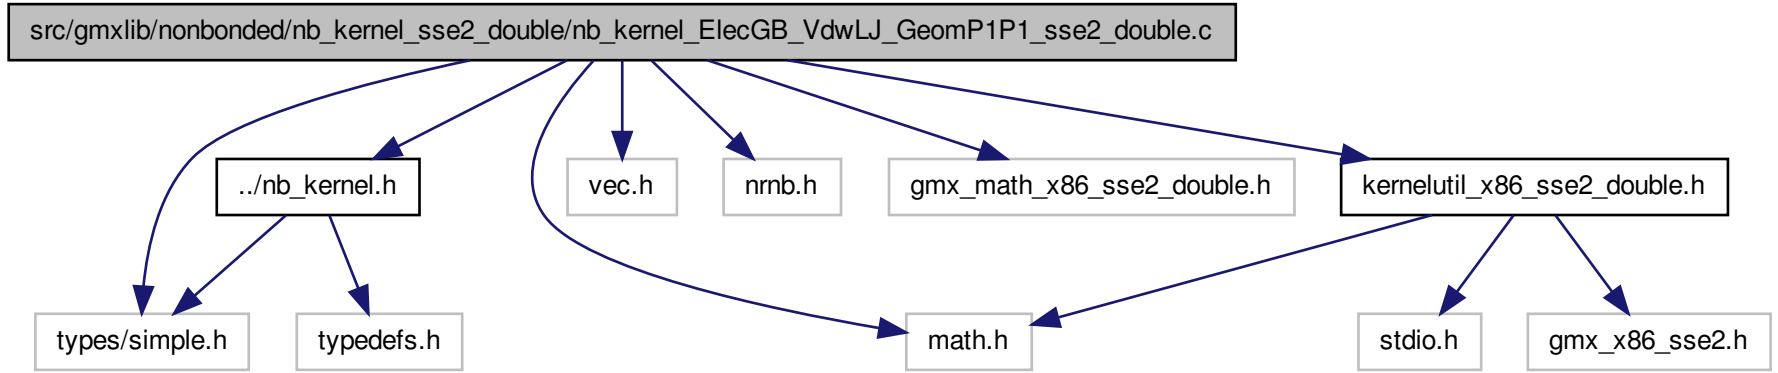 src/gmxlib/nonbonded/nb_kernel_sse2_double/nb_kernel_ElecGB_VdwLJ_GeomP1P1_sse2_double.c
../nb_kernel.h
vec.h
nrnb.h
gmx_math_x86_sse2_double.h
kernelutil_x86_sse2_double.h
types/simple.h
typedefs.h
math.h
stdio.h
gmx_x86_sse2.h